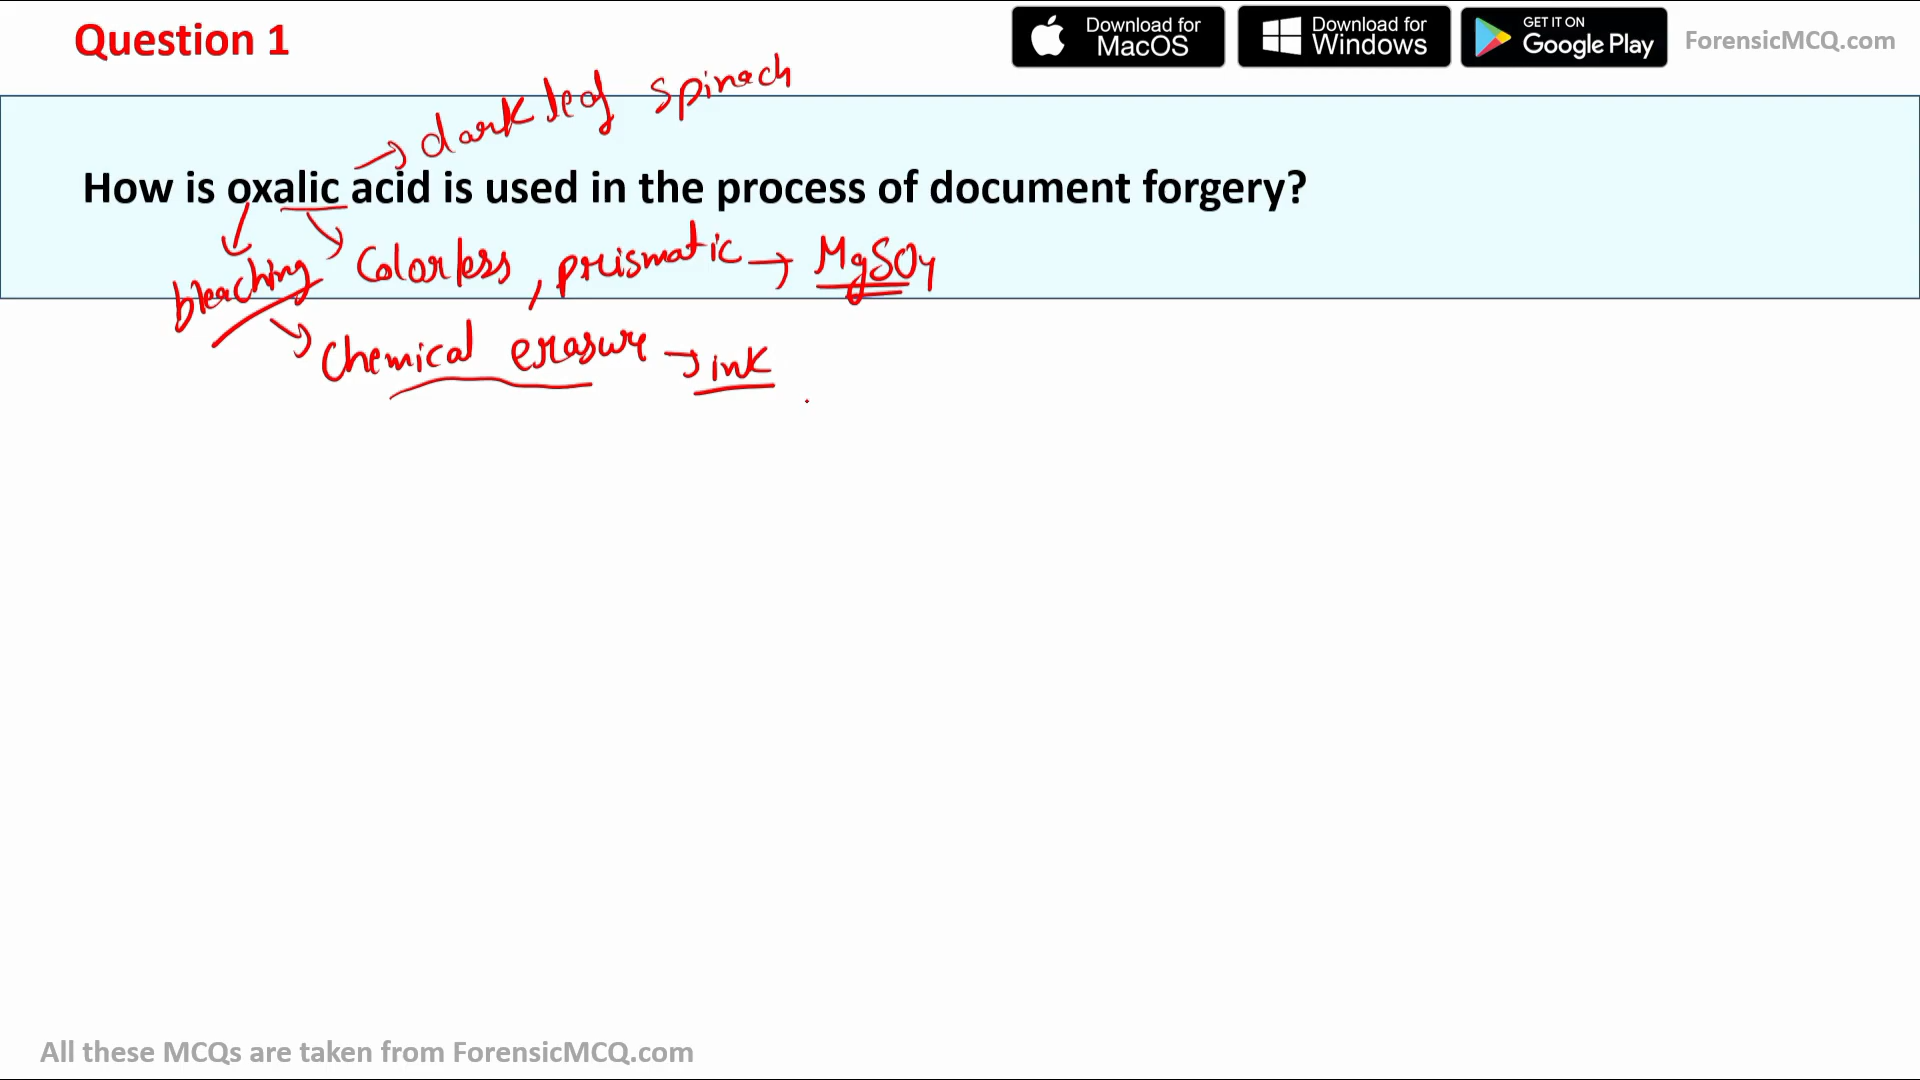 Question 1
Download for MacOS
Download for Windows
GET IT ON Google Play
ForensicMCQ.com
→ dark leaf spinach
How is oxalic acid is used in the process of document forgery?
bleaching
Colorless, prismatic → MgSO4
Chemical erasure → ink
All these MCQs are taken from ForensicMCQ.com